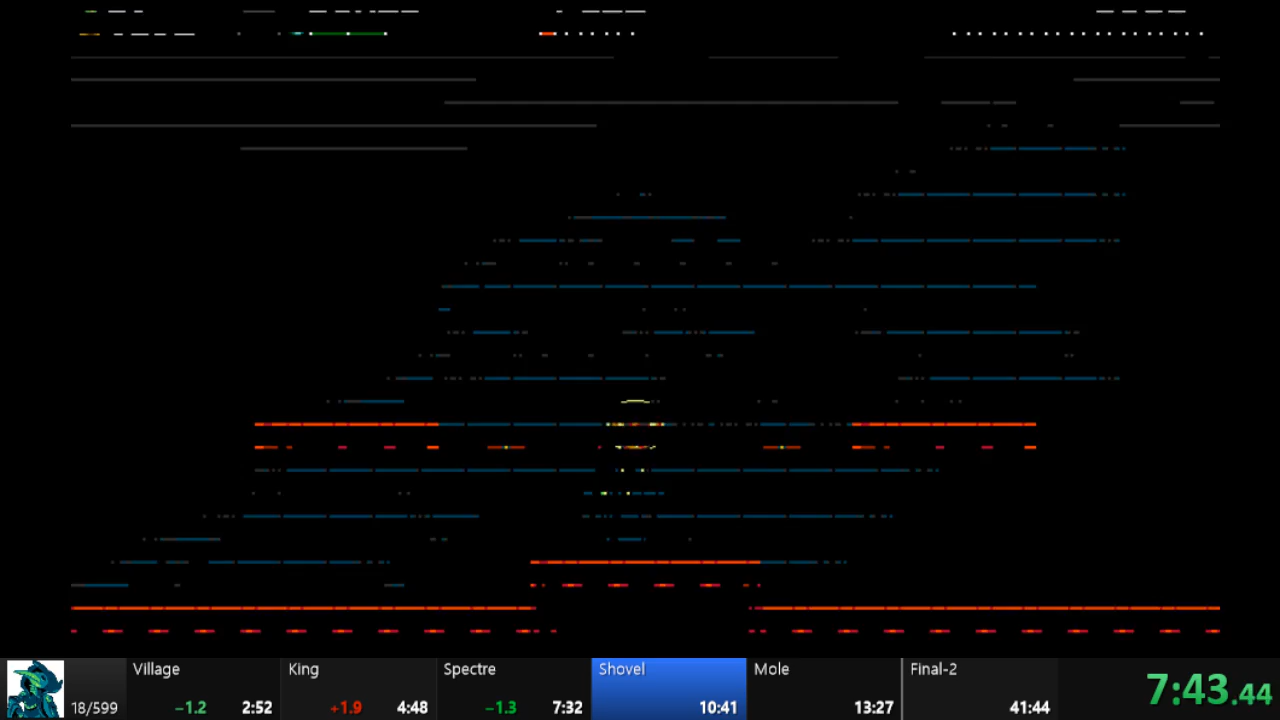 Village King Spectre Shovel Mole Final-2
18/599 −1.2 2:52 +1.9 4:48 −1.3 7:32 10:41 13:27 41:44 7:43.44